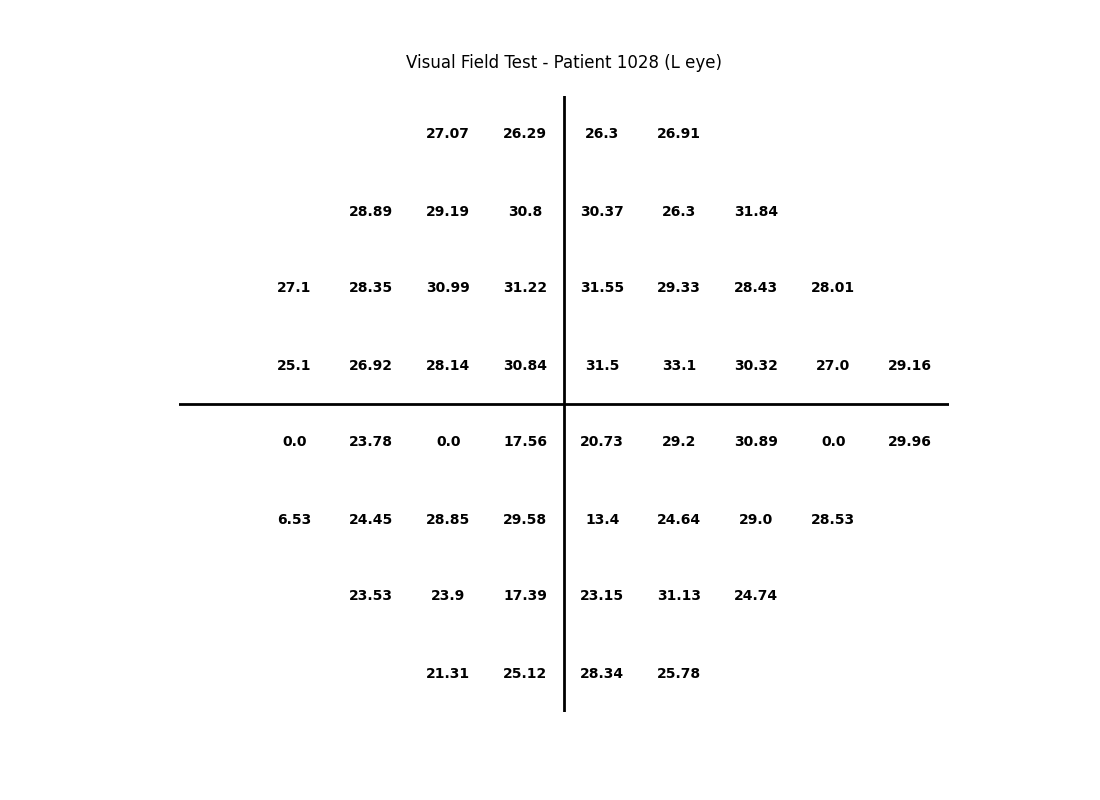 Visual Field Test - Patient 1028 (L eye)
27.07 26.29 26.3 26.91
28.89 29.19 30.8 30.37 26.3 31.84
27.1 28.35 30.99 31.22 31.55 29.33 28.43 28.01
25.1 26.92 28.14 30.84 31.5 33.1 30.32 27.0 29.16
0.0 23.78 0.0 17.56 20.73 29.2 30.89 0.0 29.96
6.53 24.45 28.85 29.58 13.4 24.64 29.0 28.53
23.53 23.9 17.39 23.15 31.13 24.74
21.31 25.12 28.34 25.78